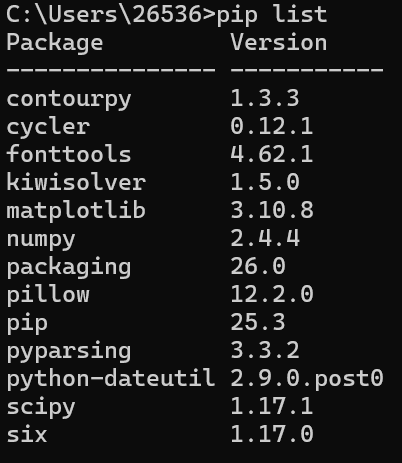 C:\Users\26536>pip list
Package         Version
--------------- -----------
contourpy       1.3.3
cycler          0.12.1
fonttools       4.62.1
kiwisolver      1.5.0
matplotlib      3.10.8
numpy           2.4.4
packaging       26.0
pillow          12.2.0
pip             25.3
pyparsing       3.3.2
python-dateutil 2.9.0.post0
scipy           1.17.1
six             1.17.0